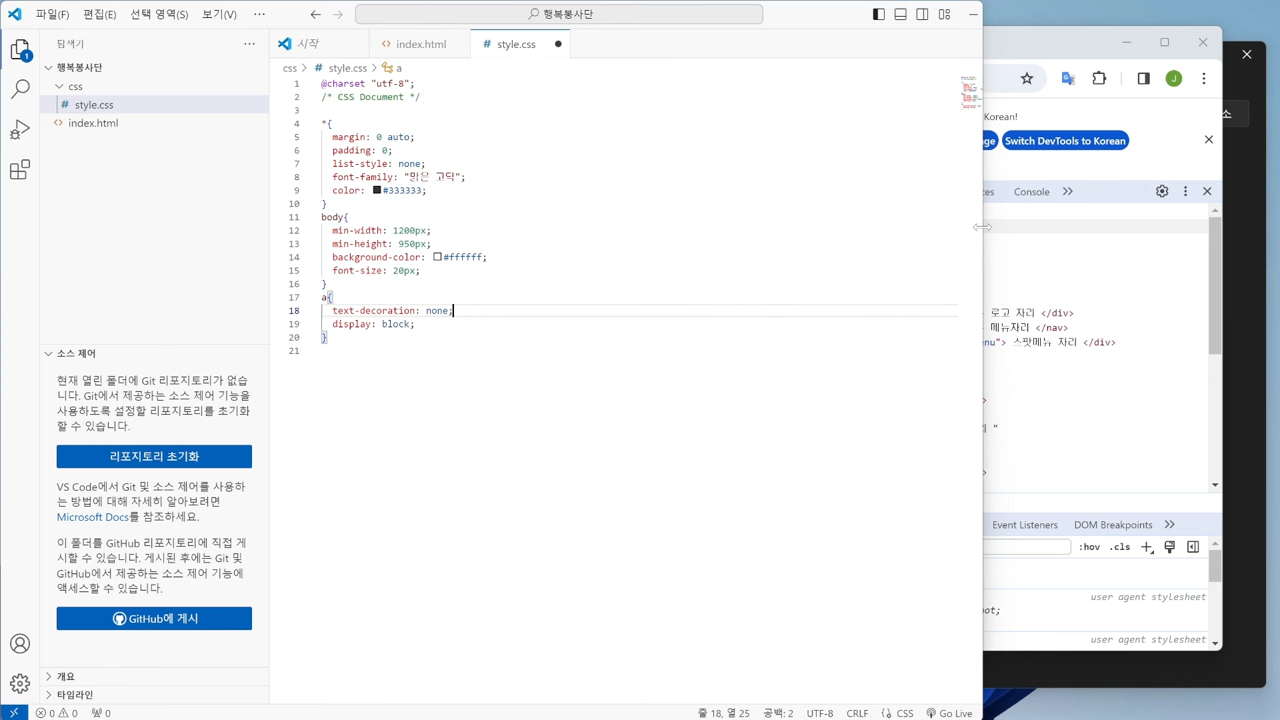 파일(F) 편집(E) 선택 영역(S) 보기(V) ··· 행복봉사단
탐색기 ···
행복봉사단
css
style.css
index.html
소스 제어
현재 열린 폴더에 Git 리포지토리가 없습니
다. Git에서 제공하는 소스 제어 기능을
사용하도록 설정할 리포지토리를 초기화
할 수 있습니다.
리포지토리 초기화
VS Code에서 Git 및 소스 제어를 사용하
는 방법에 대해 자세히 알아보려면
Microsoft Docs를 참조하세요.
이 폴더를 GitHub 리포지토리에 직접 게
시할 수 있습니다. 게시된 후에는 Git 및
GitHub에서 제공하는 소스 제어 기능에
액세스할 수 있습니다.
GitHub에 게시
개요
타임라인
시작 index.html # style.css
css > # style.css > a
1 @charset "utf-8";
2 /* CSS Document */
3
4 *{
5 margin: 0 auto;
6 padding: 0;
7 list-style: none;
8 font-family: "맑은 고딕";
9 color: #333333;
10 }
11 body{
12 min-width: 1200px;
13 min-height: 950px;
14 background-color: #ffffff;
15 font-size: 20px;
16 }
17 a{
18 text-decoration: none;
19 display: block;
20 }
21
0 0 0 줄 18, 열 25 공백: 2 UTF-8 CRLF {} CSS Go Live
J
소
Korean!
ge Switch DevTools to Korean
ces Console
로고 자리 </div>
메뉴자리 </nav>
nu"> 스팟메뉴 자리 </div>
>
리 "
>
Event Listeners DOM Breakpoints
:hov .cls
user agent stylesheet
ot;
user agent stylesheet